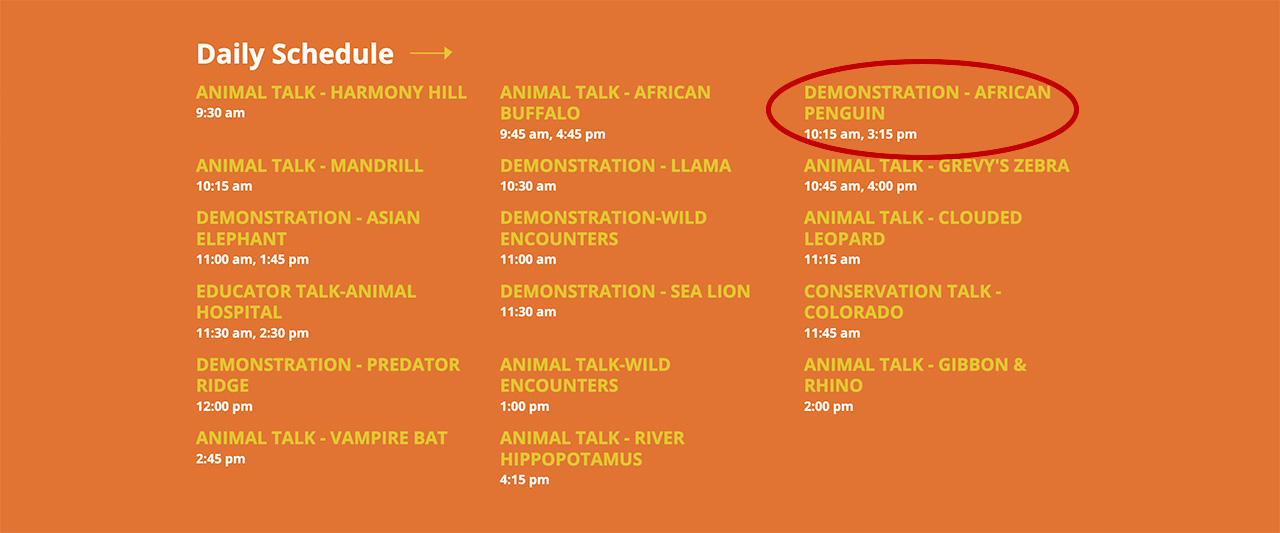 Daily Schedule
ANIMAL TALK - HARMONY HILL
9:30 am
ANIMAL TALK - AFRICAN
BUFFALO
9:45 am, 4:45 pm
DEMONSTRATION - AFRICAN
PENGUIN
10:15 am, 3:15 pm
ANIMAL TALK - MANDRILL
10:15 am
DEMONSTRATION - LLAMA
10:30 am
ANIMAL TALK - GREVY'S ZEBRA
10:45 am, 4:00 pm
DEMONSTRATION - ASIAN
ELEPHANT
11:00 am, 1:45 pm
DEMONSTRATION-WILD
ENCOUNTERS
11:00 am
ANIMAL TALK - CLOUDED
LEOPARD
11:15 am
EDUCATOR TALK-ANIMAL
HOSPITAL
11:30 am, 2:30 pm
DEMONSTRATION - SEA LION
11:30 am
CONSERVATION TALK -
COLORADO
11:45 am
DEMONSTRATION - PREDATOR
RIDGE
12:00 pm
ANIMAL TALK-WILD
ENCOUNTERS
1:00 pm
ANIMAL TALK - GIBBON &
RHINO
2:00 pm
ANIMAL TALK - VAMPIRE BAT
2:45 pm
ANIMAL TALK - RIVER
HIPPOPOTAMUS
4:15 pm